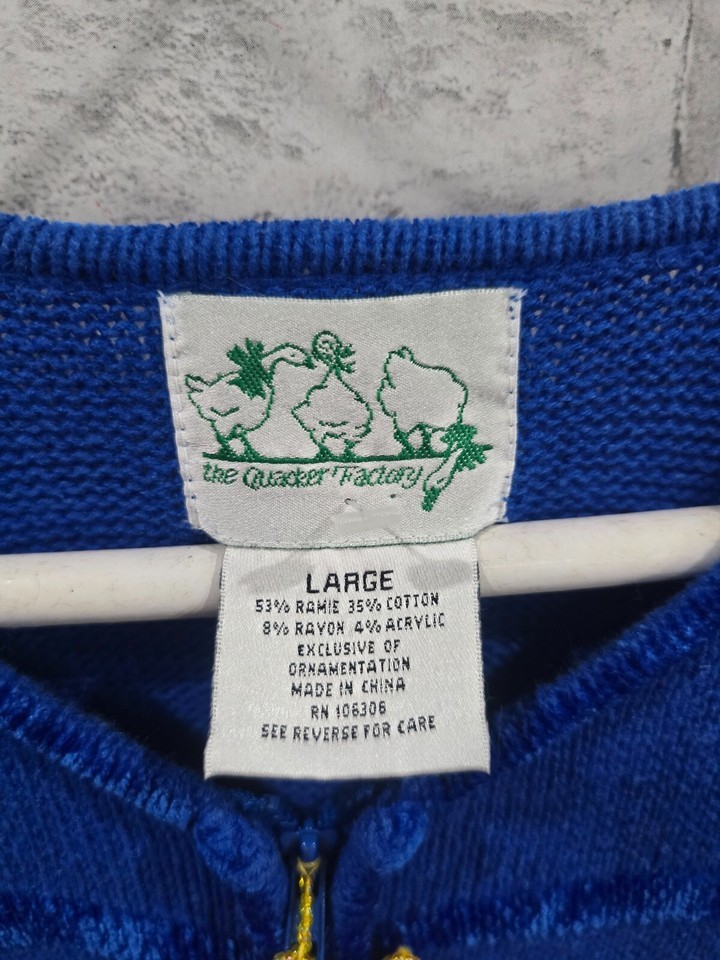 the Quacker Factory
LARGE
53% RAMIE 35% COTTON
8% RAYON 4% ACRYLIC
EXCLUSIVE OF
ORNAMENTATION
MADE IN CHINA
RN 106306
SEE REVERSE FOR CARE